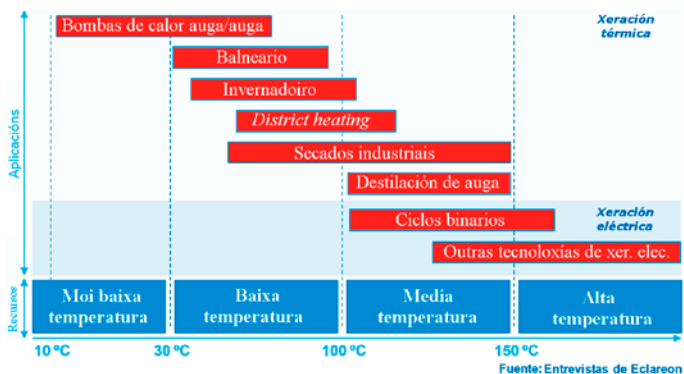 Bombas de calor auga/auga
Xeración
térmica
Balneario
Invernadoiro
District heating
Secados industriais
Destilación de auga
Ciclos binarios
Xeración
eléctrica
Outras tecnoloxías de xer. elec.
Aplicacións
Recursos
Moi baixa
temperatura
Baixa
temperatura
Media
temperatura
Alta
temperatura
10 ºC
30 ºC
100 ºC
150 ºC
Fuente: Entrevistas de Eclareon